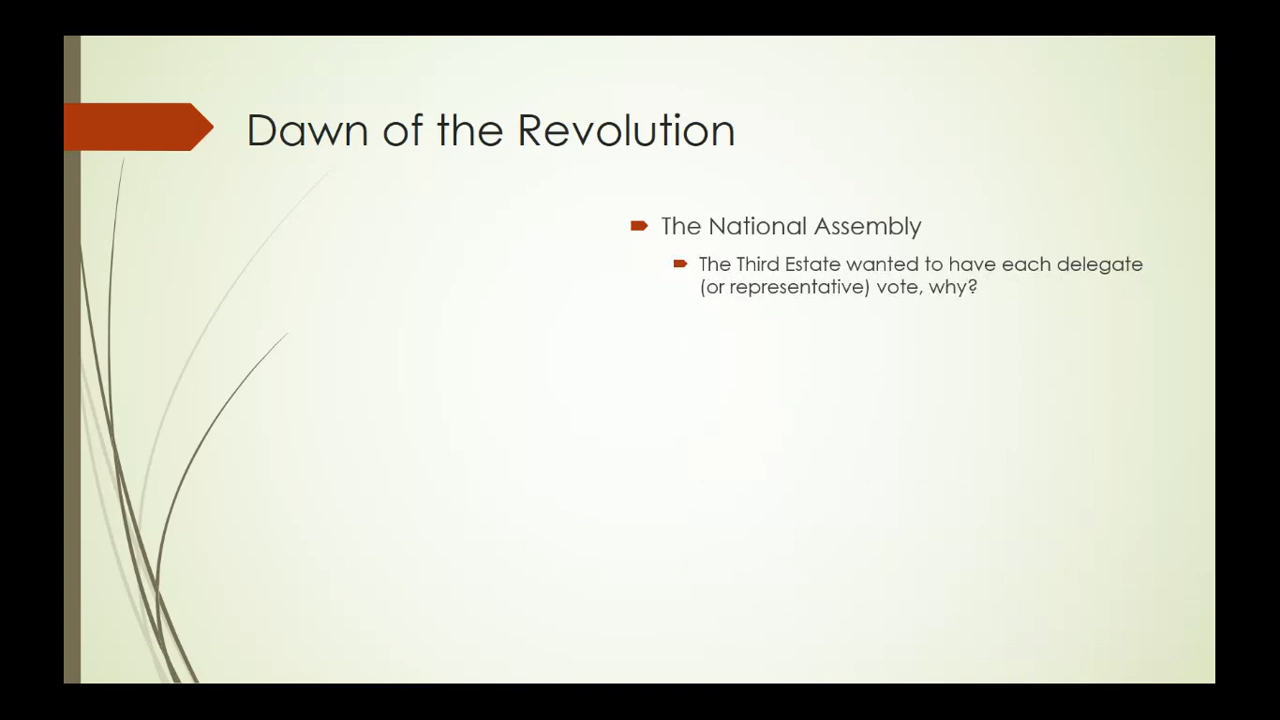 Dawn of the Revolution
The National Assembly
The Third Estate wanted to have each delegate
(or representative) vote, why?